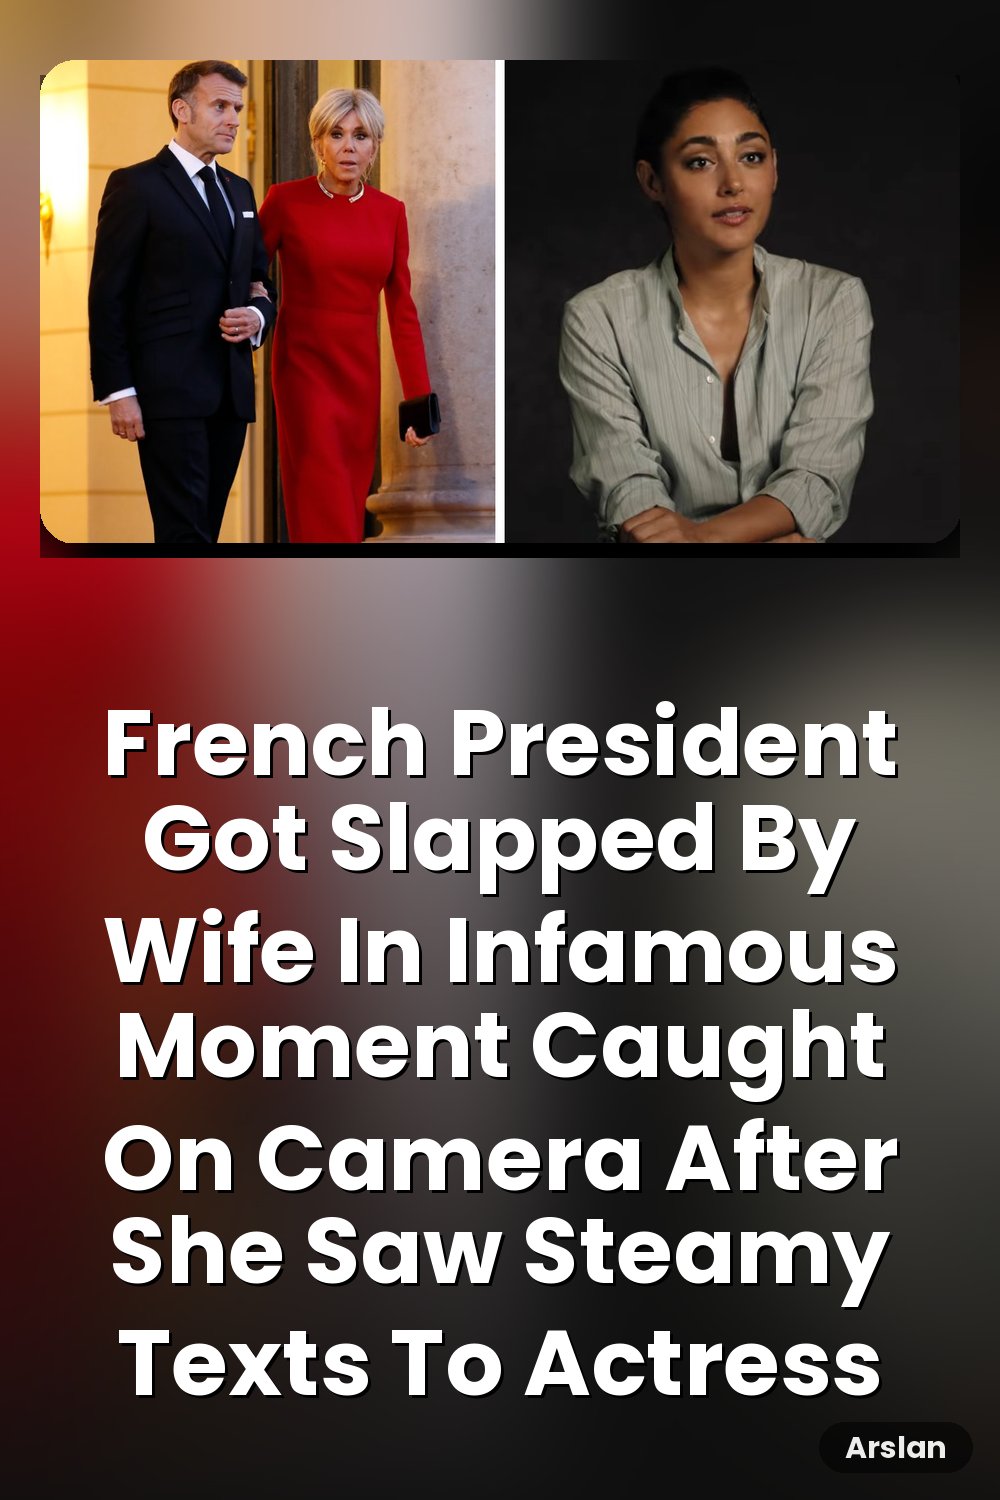 French President
Got Slapped By
Wife In Infamous
Moment Caught
On Camera After
She Saw Steamy
Texts To Actress
Arslan